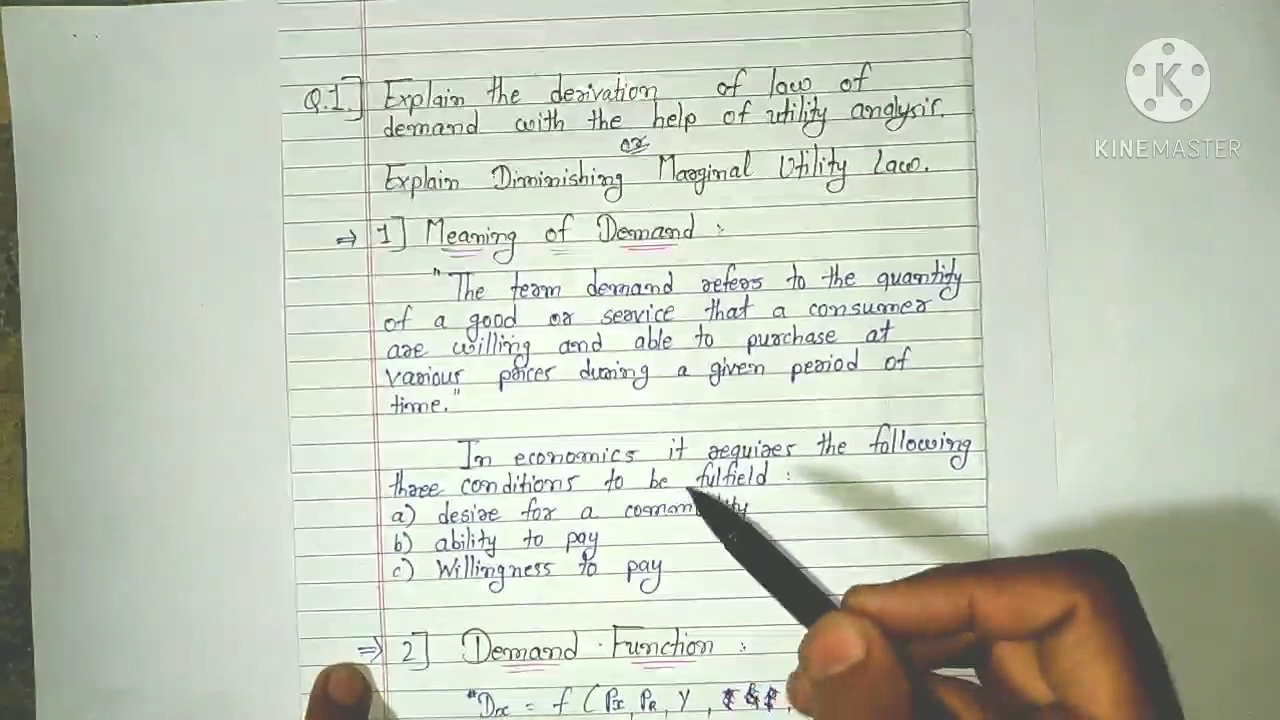 Q.1] Explain the derivation of law of
demand with the help of utility analysis.
or
Explain Diminishing Marginal Utility Law.
⇒ 1] Meaning of Demand :
"The term demand refers to the quantity
of a good or service that a consumer
are willing and able to purchase at
various prices during a given period of
time."
In economics it requires the following
three conditions to be fulfield :
a) desire for a
b) ability to pay
c) Willingness to pay
⇒ 2] Demand Function :
"Dx = f (Px, PR, Y,
K
KINEMASTER